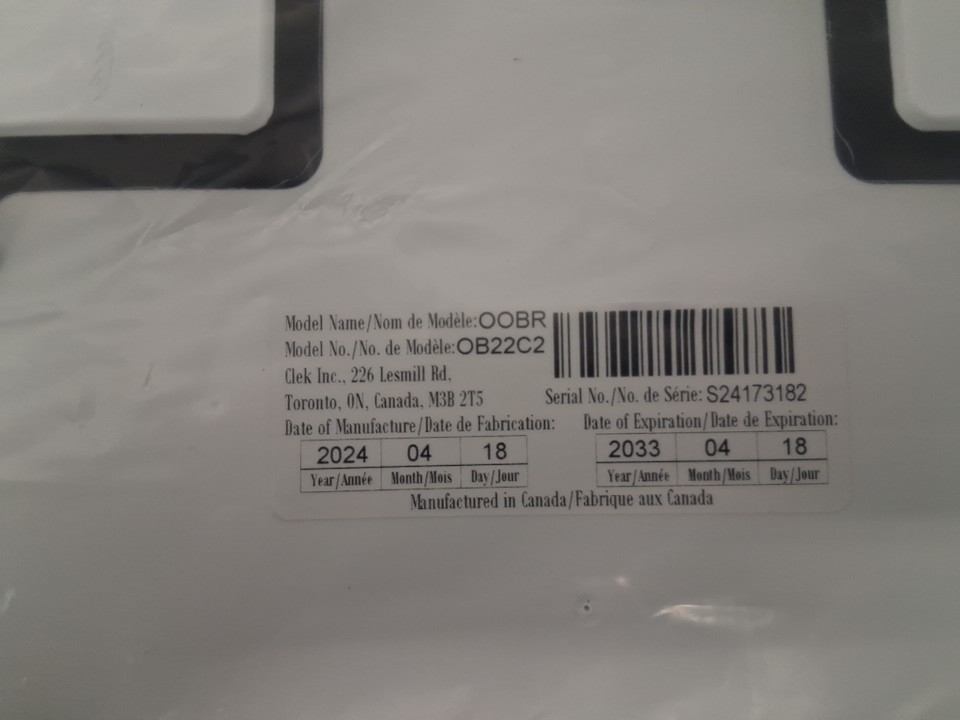 Model Name/Nom de Modèle: OOBR
Model No./No. de Modèle: OB22C2
Clek Inc., 226 Lesmill Rd,
Toronto, ON, Canada, M3B 2T5
Serial No./No. de Série: S24173182
Date of Manufacture/Date de Fabrication:
2024 04 18
Year/Année Month/Mois Day/Jour
Date of Expiration/Date de Expiration:
2033 04 18
Year/Année Month/Mois Day/Jour
Manufactured in Canada/Fabrique aux Canada